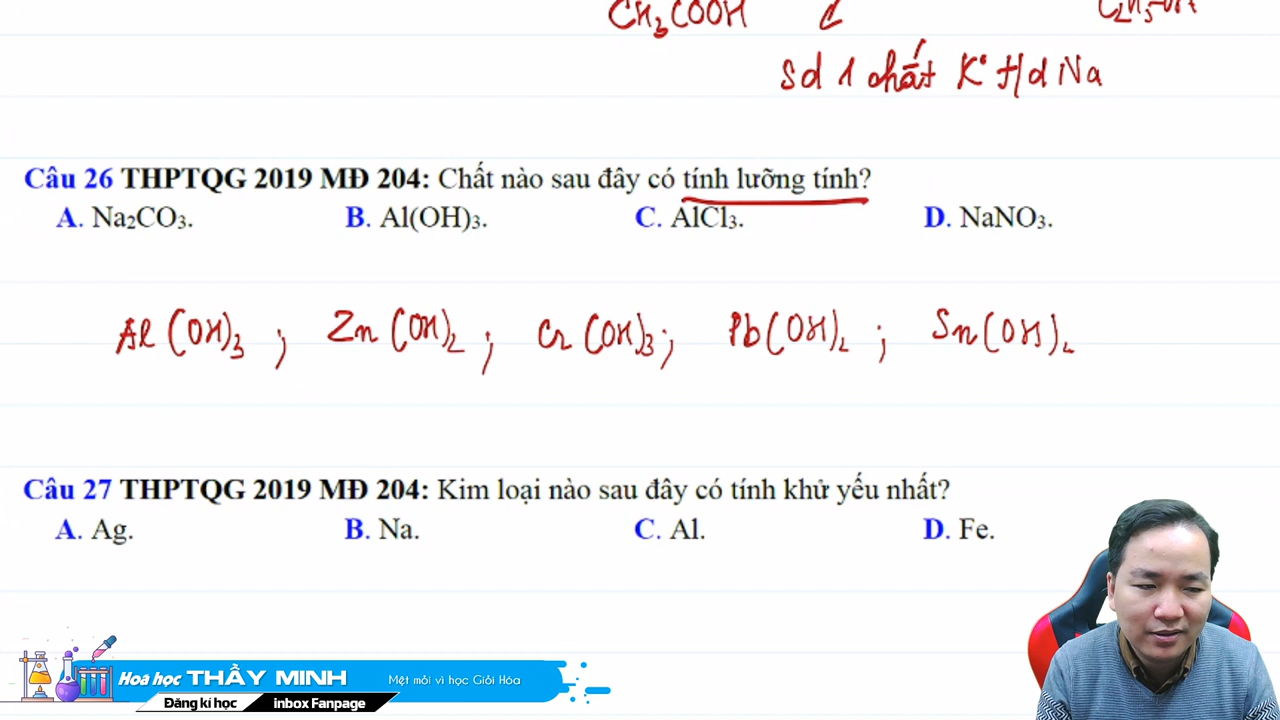 CH₃COOH
Sd 1 chất K° t/d Na
Câu 26 THPTQG 2019 MĐ 204: Chất nào sau đây có tính lưỡng tính?
A. Na₂CO₃. B. Al(OH)₃. C. AlCl₃. D. NaNO₃.
Al(OH)₃ ; Zn(OH)₂ ; Cr(OH)₃ ; Pb(OH)₂ ; Sn(OH)₂
Câu 27 THPTQG 2019 MĐ 204: Kim loại nào sau đây có tính khử yếu nhất?
A. Ag. B. Na. C. Al. D. Fe.
Hoa học THẦY MINH Mệt mỏi vì học Giỏi Hóa
Đăng kí học inbox Fanpage